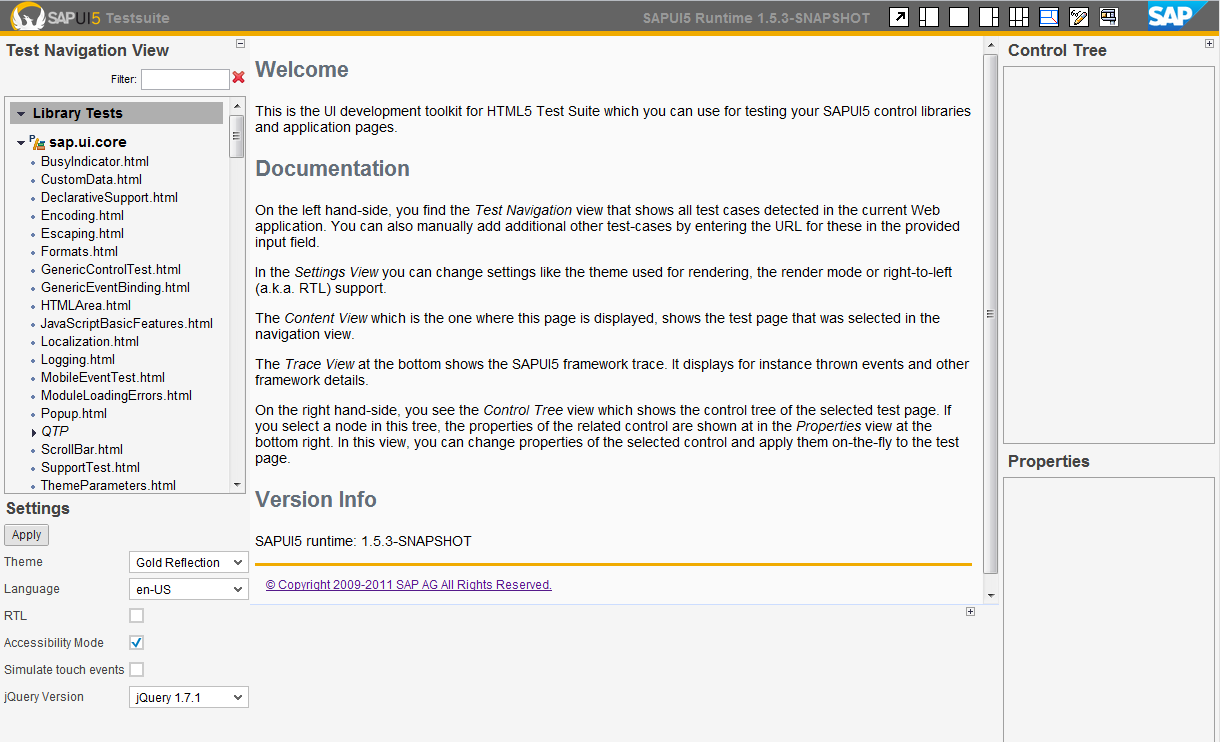 SAPUI5 Testsuite
SAPUI5 Runtime 1.5.3-SNAPSHOT
SAP
Test Navigation View
Filter:
Library Tests
sap.ui.core
BusyIndicator.html
CustomData.html
DeclarativeSupport.html
Encoding.html
Escaping.html
Formats.html
GenericControlTest.html
GenericEventBinding.html
HTMLArea.html
JavaScriptBasicFeatures.html
Localization.html
Logging.html
MobileEventTest.html
ModuleLoadingErrors.html
Popup.html
QTP
ScrollBar.html
SupportTest.html
ThemeParameters.html
Settings
Apply
Theme
Gold Reflection
Language
en-US
RTL
Accessibility Mode
Simulate touch events
jQuery Version
jQuery 1.7.1
Welcome
This is the UI development toolkit for HTML5 Test Suite which you can use for testing your SAPUI5 control libraries
and application pages.
Documentation
On the left hand-side, you find the Test Navigation view that shows all test cases detected in the current Web
application. You can also manually add additional other test-cases by entering the URL for these in the provided
input field.
In the Settings View you can change settings like the theme used for rendering, the render mode or right-to-left
(a.k.a. RTL) support.
The Content View which is the one where this page is displayed, shows the test page that was selected in the
navigation view.
The Trace View at the bottom shows the SAPUI5 framework trace. It displays for instance thrown events and other
framework details.
On the right hand-side, you see the Control Tree view which shows the control tree of the selected test page. If
you select a node in this tree, the properties of the related control are shown at in the Properties view at the
bottom right. In this view, you can change properties of the selected control and apply them on-the-fly to the test
page.
Version Info
SAPUI5 runtime: 1.5.3-SNAPSHOT
© Copyright 2009-2011 SAP AG All Rights Reserved.
Control Tree
Properties